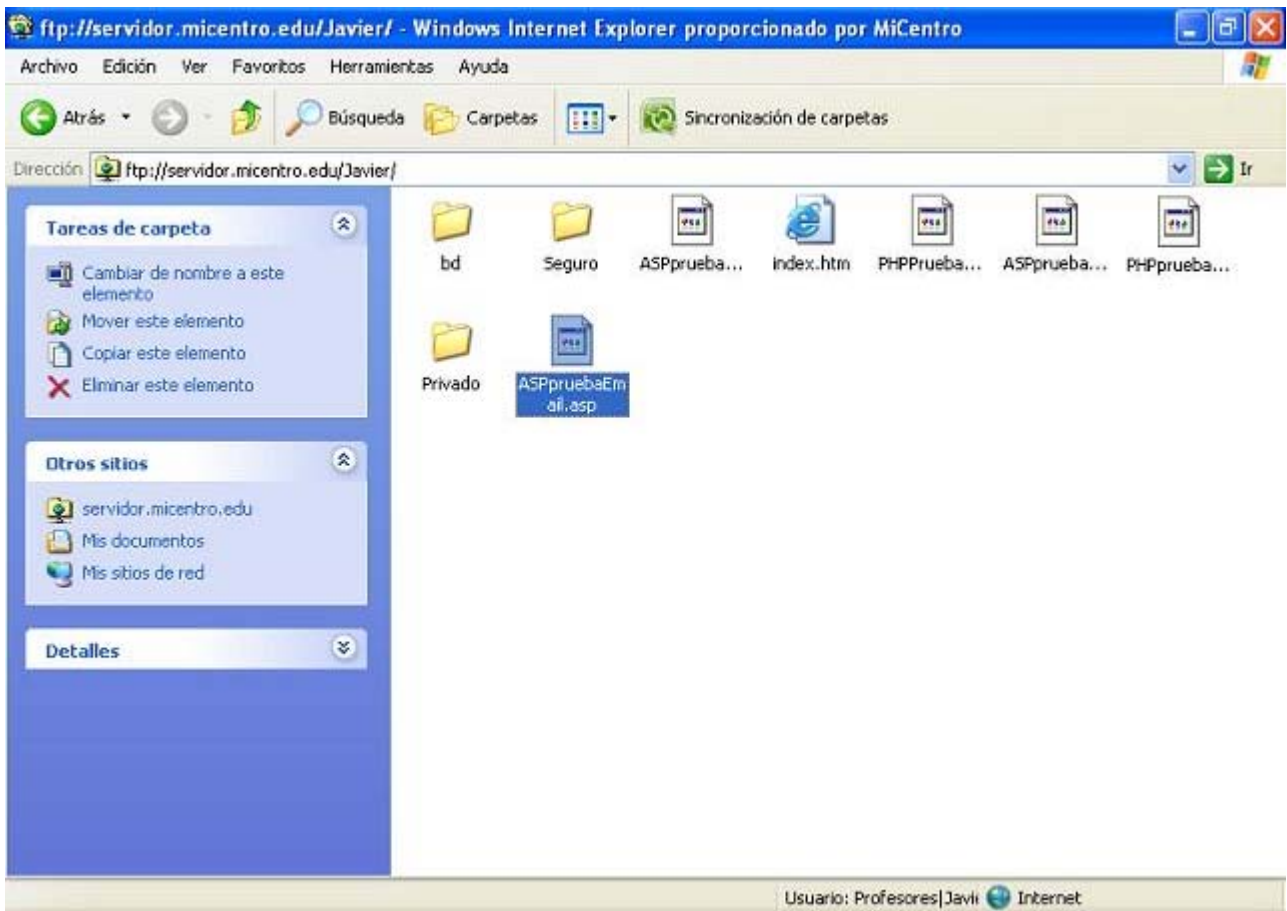 ftp://servidor.micentro.edu/Javier/ - Windows Internet Explorer proporcionado por MiCentro
Archivo Edición Ver Favoritos Herramientas Ayuda
Atrás Búsqueda Carpetas Sincronización de carpetas
Dirección ftp://servidor.micentro.edu/Javier/ Ir
Tareas de carpeta
Cambiar de nombre a este
elemento
Mover este elemento
Copiar este elemento
Eliminar este elemento
Otros sitios
servidor.micentro.edu
Mis documentos
Mis sitios de red
Detalles
bd Seguro ASPprueba... index.htm PHPPrueba... ASPprueba... PHPprueba...
Privado ASPpruebaEm
ail.asp
Usuario: Profesores|Javi Internet